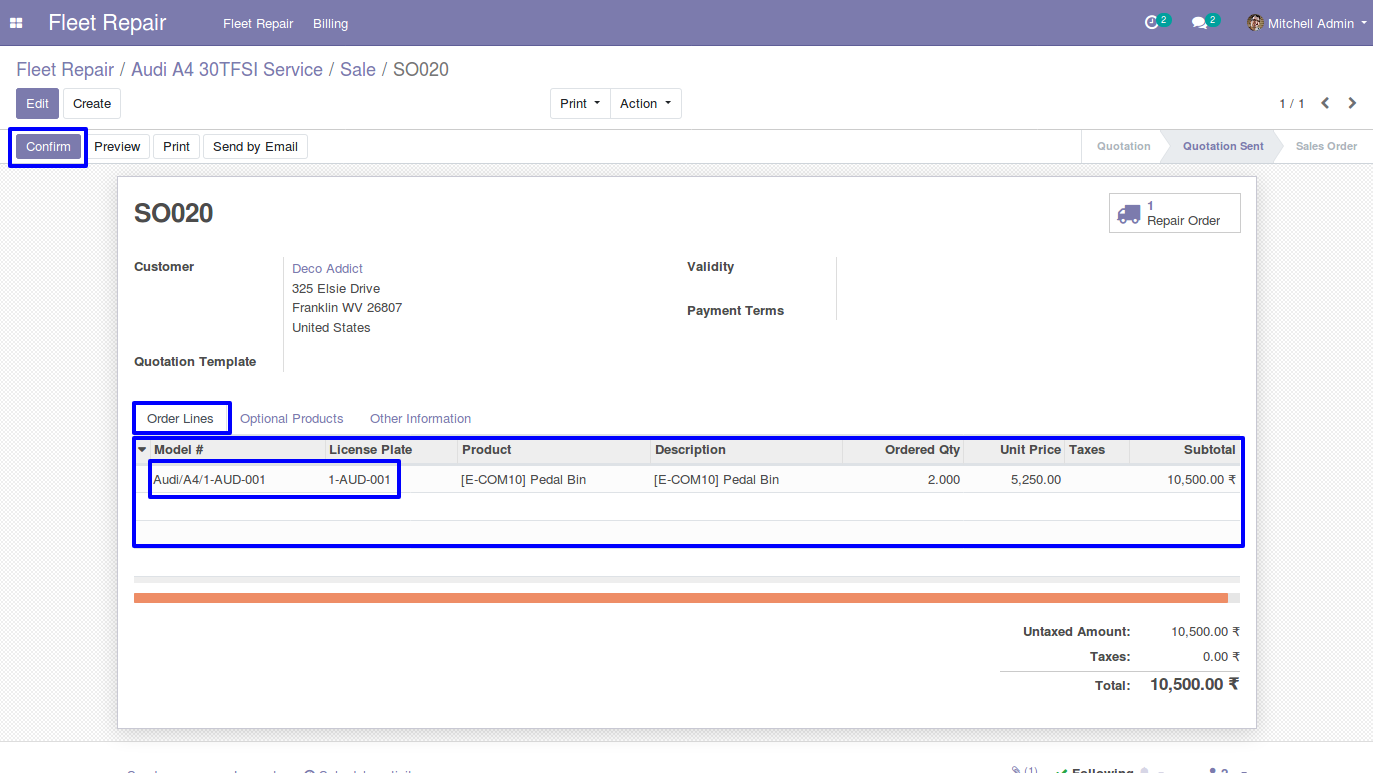 Fleet Repair Fleet Repair Billing 2 2 Mitchell Admin
Fleet Repair / Audi A4 30TFSI Service / Sale / SO020
Edit Create Print Action 1 / 1
Confirm Preview Print Send by Email Quotation Quotation Sent Sales Order
SO020
1
Repair Order
Customer Deco Addict Validity
325 Elsie Drive
Franklin WV 26807 Payment Terms
United States
Quotation Template
Order Lines Optional Products Other Information
Model # License Plate Product Description Ordered Qty Unit Price Taxes Subtotal
Audi/A4/1-AUD-001 1-AUD-001 [E-COM10] Pedal Bin [E-COM10] Pedal Bin 2.000 5,250.00 10,500.00 ₹
Untaxed Amount: 10,500.00 ₹
Taxes: 0.00 ₹
Total: 10,500.00 ₹
(1) Following